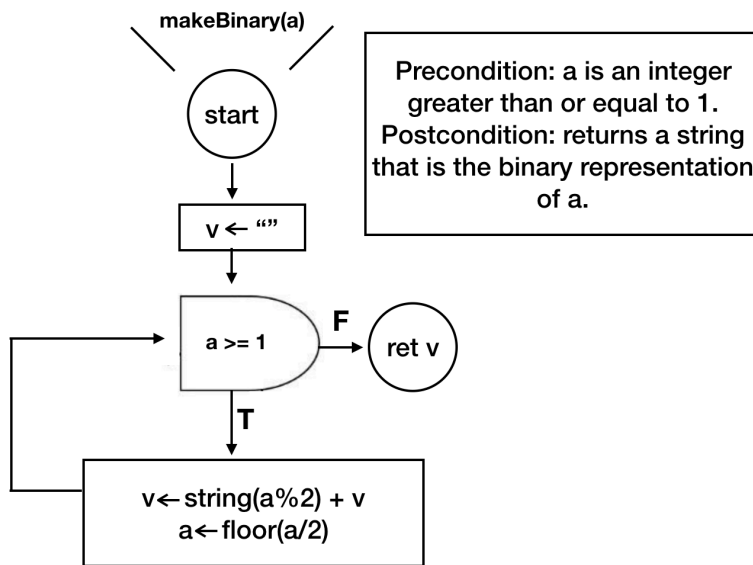 makeBinary(a)
start
Precondition: a is an integer
greater than or equal to 1.
Postcondition: returns a string
that is the binary representation
of a.
v ← “”
a >= 1
F
ret v
T
v←string(a%2) + v
a←floor(a/2)